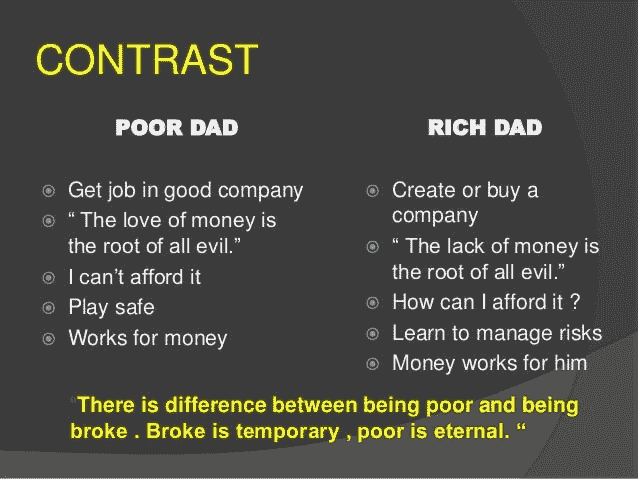 CONTRAST
POOR DAD
Get job in good company
“ The love of money is
the root of all evil.”
I can’t afford it
Play safe
Works for money
RICH DAD
Create or buy a
company
“ The lack of money is
the root of all evil.”
How can I afford it ?
Learn to manage risks
Money works for him
“There is difference between being poor and being
broke . Broke is temporary , poor is eternal. “